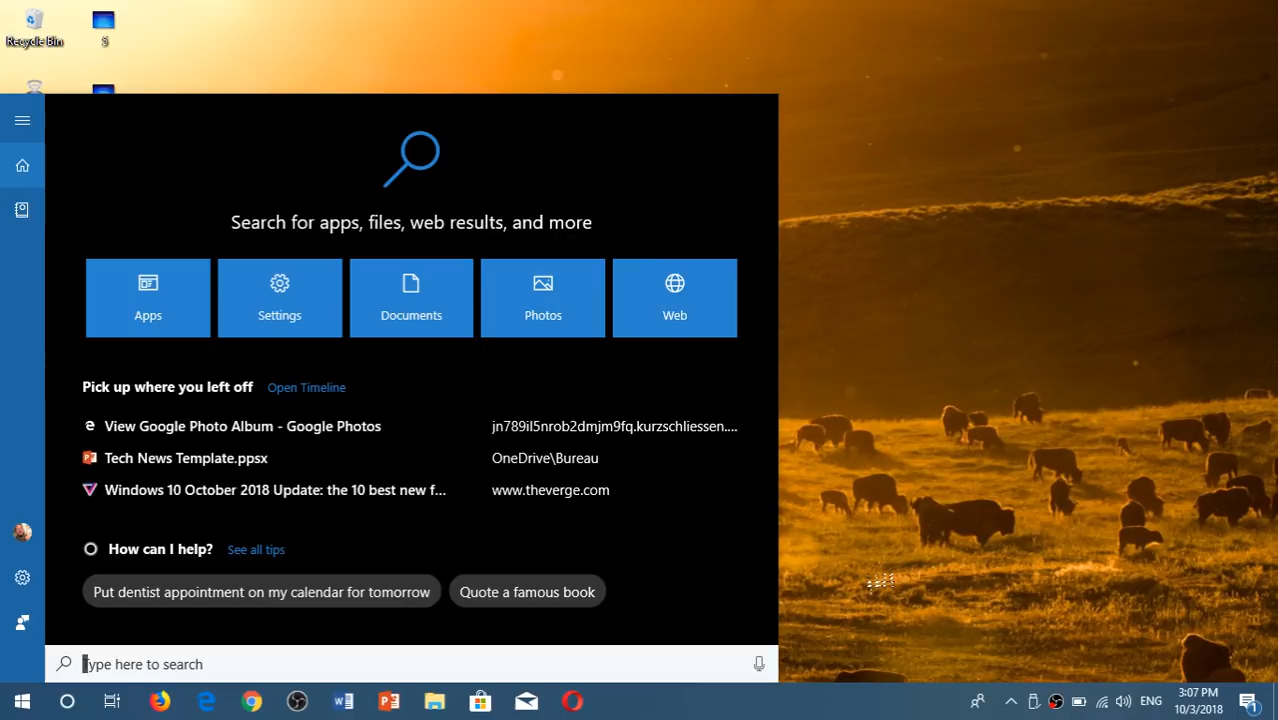 Recycle Bin
5
Search for apps, files, web results, and more
Apps
Settings
Documents
Photos
Web
Pick up where you left off Open Timeline
View Google Photo Album - Google Photos jn789il5nrob2dmjm9fq.kurzschliessen....
Tech News Template.ppsx OneDrive\Bureau
Windows 10 October 2018 Update: the 10 best new f... www.theverge.com
How can I help? See all tips
Put dentist appointment on my calendar for tomorrow
Quote a famous book
Type here to search
ENG
3:07 PM
10/3/2018
1